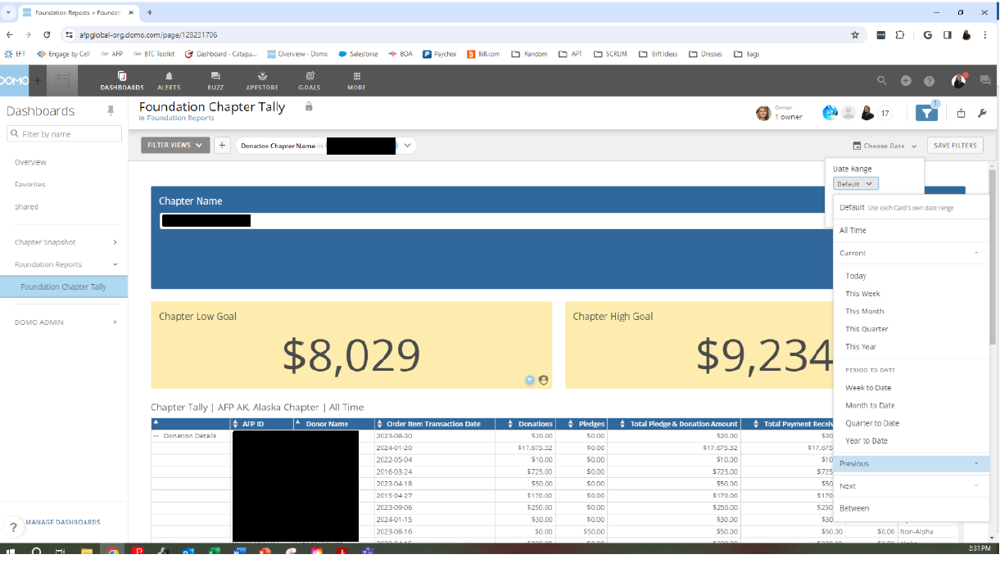 Foundation Reports > Foundati
afpglobal-org.domo.com/page/128231706
EFT
Engage by Cell
AFP
BTC Toolkit
Dashboard - Catapu...
Overview - Domo
Salesforce
BOA
Paychex
Bill.com
Random
APT
SCRUM
Gift Ideas
Dresses
Bags
DOMO
DASHBOARDS
ALERTS
BUZZ
APPSTORE
GOALS
MORE
Dashboards
Filter by name
Overview
Favorites
Shared
Chapter Snapshot
Foundation Reports
Foundation Chapter Tally
DOMO ADMIN
MANAGE DASHBOARDS
Foundation Chapter Tally
in Foundation Reports
Owner
1 owner
17
1
FILTER VIEWS
Donation Chapter Name in
Choose Date
SAVE FILTERS
Date Range
Default
Default Use each Card's own date range
All Time
Current
Today
This Week
This Month
This Quarter
This Year
PERIOD TO DATE
Week to Date
Month to Date
Quarter to Date
Year to Date
Previous
Next
Between
Chapter Name
Chapter Low Goal
$8,029
Chapter High Goal
$9,234
Chapter Tally | AFP AK, Alaska Chapter | All Time
AFP ID Donor Name Order Item Transaction Date Donations Pledges Total Pledge & Donation Amount Total Payment Receiv
Donation Details 2023-08-30 $20.00 $0.00 $20.00 $20
2024-01-20 $17,675.32 $0.00 $17,675.32 $17,675
2022-05-04 $10.00 $0.00 $10.00 $10
2016-03-24 $725.00 $0.00 $725.00 $725
2023-04-18 $50.00 $0.00 $50.00 $50
2015-04-27 $170.00 $0.00 $170.00 $170
2023-09-06 $250.00 $0.00 $250.00 $250
2024-01-15 $30.00 $0.00 $30.00 $30
2023-08-16 $0.00 $50.00 $50.00 $50.00 $0.00 Non-Alpha
2:31 PM